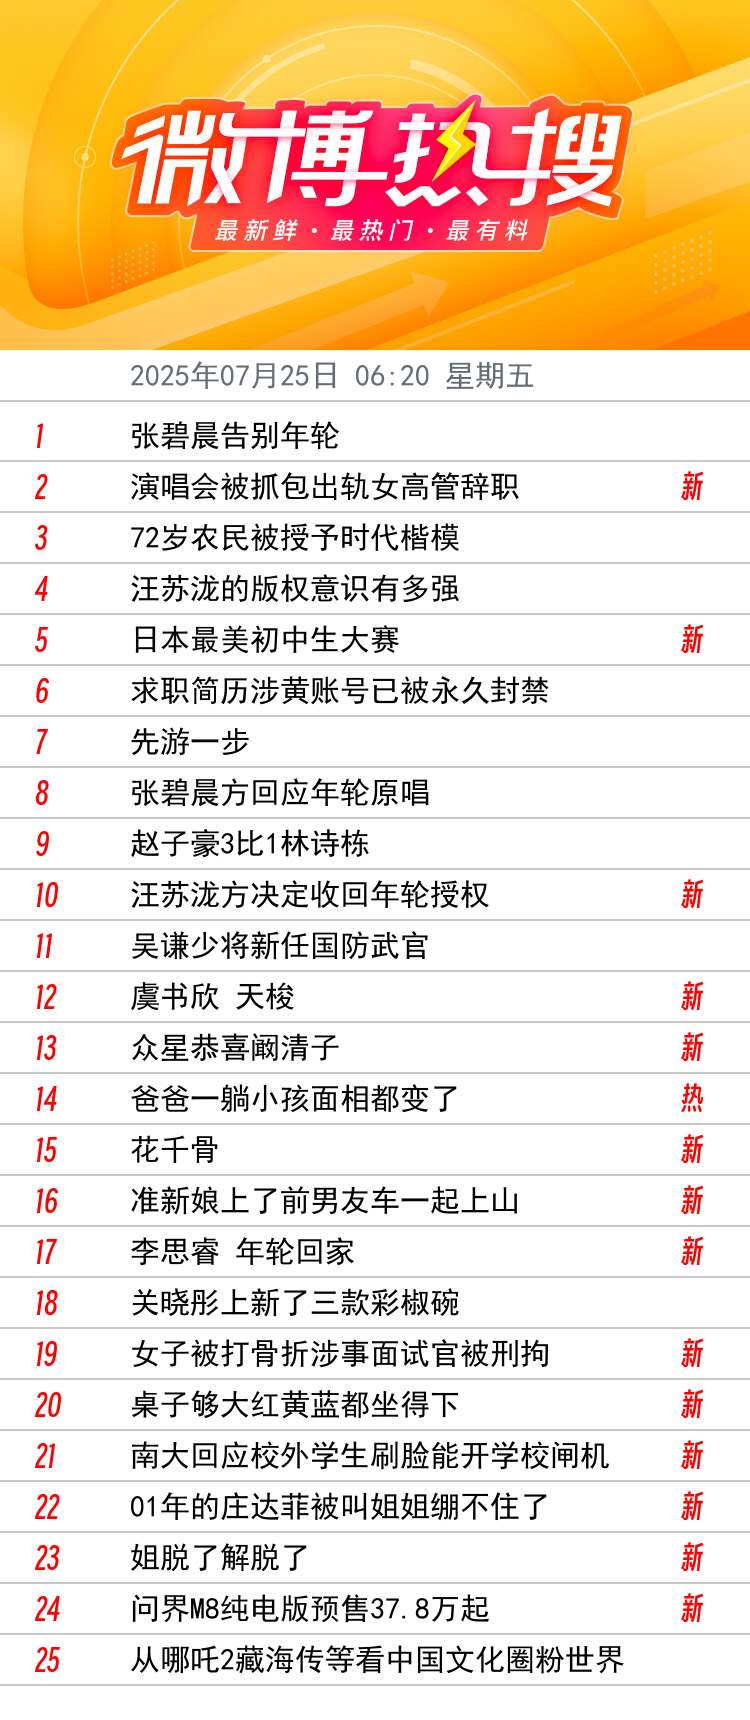 微博热搜
最新鲜·最热门·最有料
2025年07月25日 06:20 星期五
1 张碧晨告别年轮
2 演唱会被抓包出轨女高管辞职 新
3 72岁农民被授予时代楷模
4 汪苏泷的版权意识有多强
5 日本最美初中生大赛 新
6 求职简历涉黄账号已被永久封禁
7 先游一步
8 张碧晨方回应年轮原唱
9 赵子豪3比1林诗栋
10 汪苏泷方决定收回年轮授权 新
11 吴谦少将新任国防武官
12 虞书欣 天梭 新
13 众星恭喜阚清子 新
14 爸爸一躺小孩面相都变了 热
15 花千骨 新
16 准新娘上了前男友车一起上山 新
17 李思睿 年轮回家 新
18 关晓彤上新了三款彩椒碗
19 女子被打骨折涉事面试官被刑拘 新
20 桌子够大红黄蓝都坐得下 新
21 南大回应校外学生刷脸能开学校闸机 新
22 01年的庄达菲被叫姐姐绷不住了 新
23 姐脱了解脱了 新
24 问界M8纯电版预售37.8万起 新
25 从哪吒2藏海传等看中国文化圈粉世界